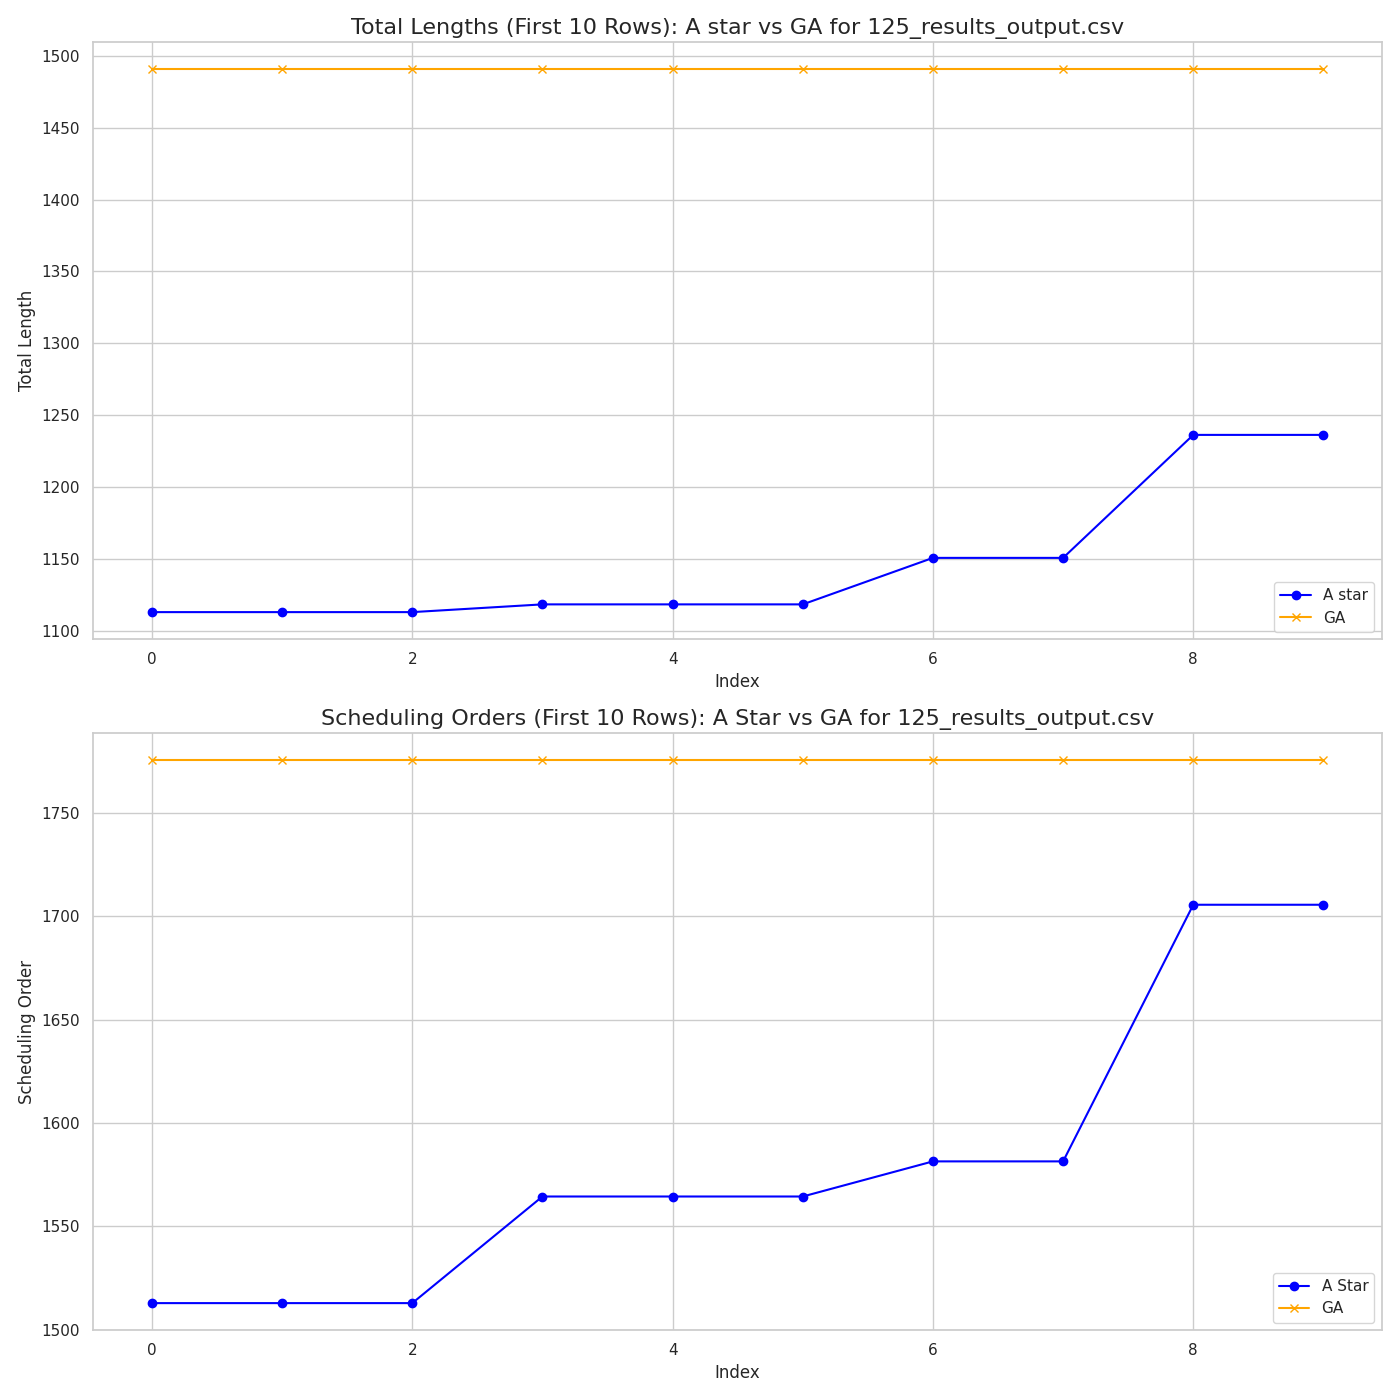 Total Lengths (First 10 Rows): A star vs GA for 125_results_output.csv
1500
1450
1400
1350
1300
1250
1200
1150
1100
Total Length
A star
GA
0
2
4
6
8
Index
Scheduling Orders (First 10 Rows): A Star vs GA for 125_results_output.csv
1750
1700
1650
1600
1550
1500
Scheduling Order
A Star
GA
0
2
4
6
8
Index